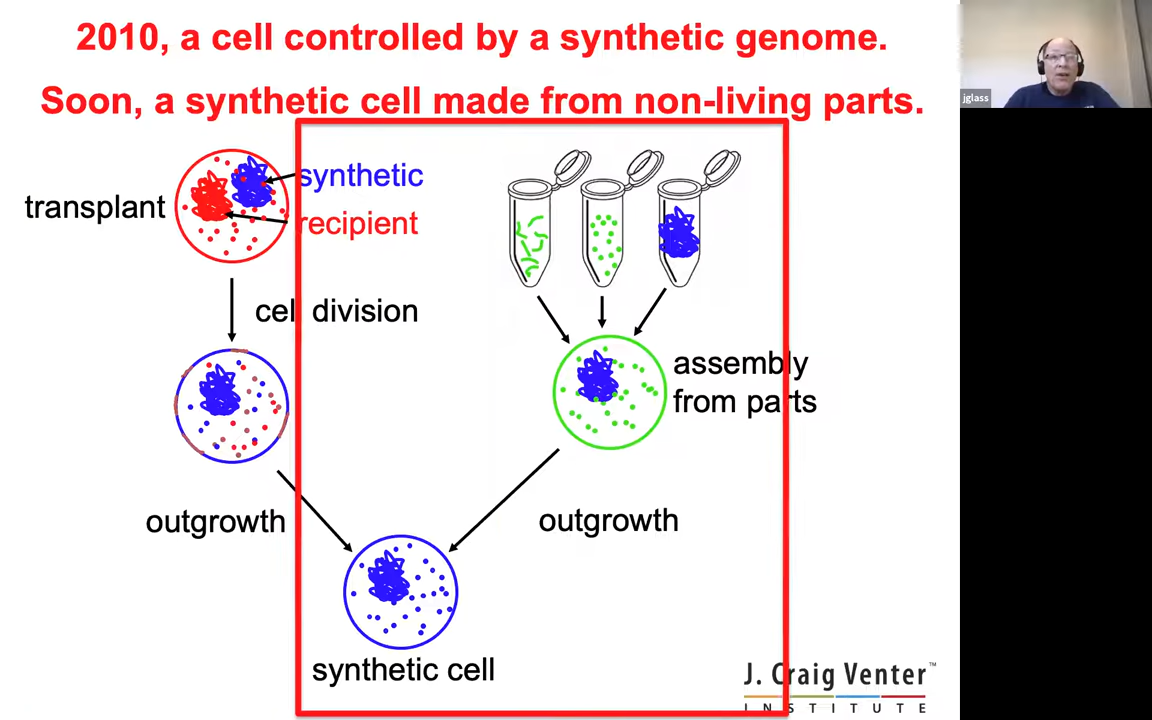 2010, a cell controlled by a synthetic genome.
Soon, a synthetic cell made from non-living parts.
jglass
synthetic
transplant
recipient
cell division
assembly
from parts
outgrowth
outgrowth
synthetic cell
J. Craig Venter™
INSTITUTE